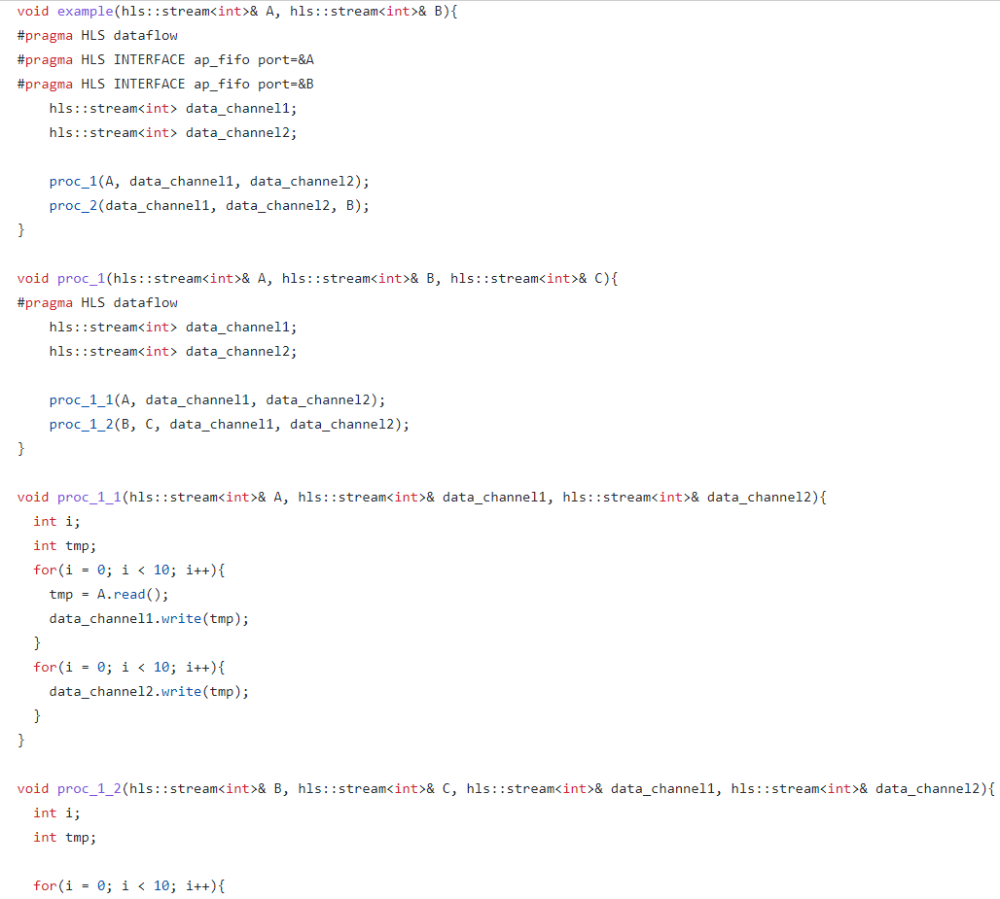 void example(hls::stream<int>& A, hls::stream<int>& B){
#pragma HLS dataflow
#pragma HLS INTERFACE ap_fifo port=&A
#pragma HLS INTERFACE ap_fifo port=&B
    hls::stream<int> data_channel1;
    hls::stream<int> data_channel2;

    proc_1(A, data_channel1, data_channel2);
    proc_2(data_channel1, data_channel2, B);
}

void proc_1(hls::stream<int>& A, hls::stream<int>& B, hls::stream<int>& C){
#pragma HLS dataflow
    hls::stream<int> data_channel1;
    hls::stream<int> data_channel2;

    proc_1_1(A, data_channel1, data_channel2);
    proc_1_2(B, C, data_channel1, data_channel2);
}

void proc_1_1(hls::stream<int>& A, hls::stream<int>& data_channel1, hls::stream<int>& data_channel2){
  int i;
  int tmp;
  for(i = 0; i < 10; i++){
    tmp = A.read();
    data_channel1.write(tmp);
  }
  for(i = 0; i < 10; i++){
    data_channel2.write(tmp);
  }
}

void proc_1_2(hls::stream<int>& B, hls::stream<int>& C, hls::stream<int>& data_channel1, hls::stream<int>& data_channel2){
  int i;
  int tmp;

  for(i = 0; i < 10; i++){